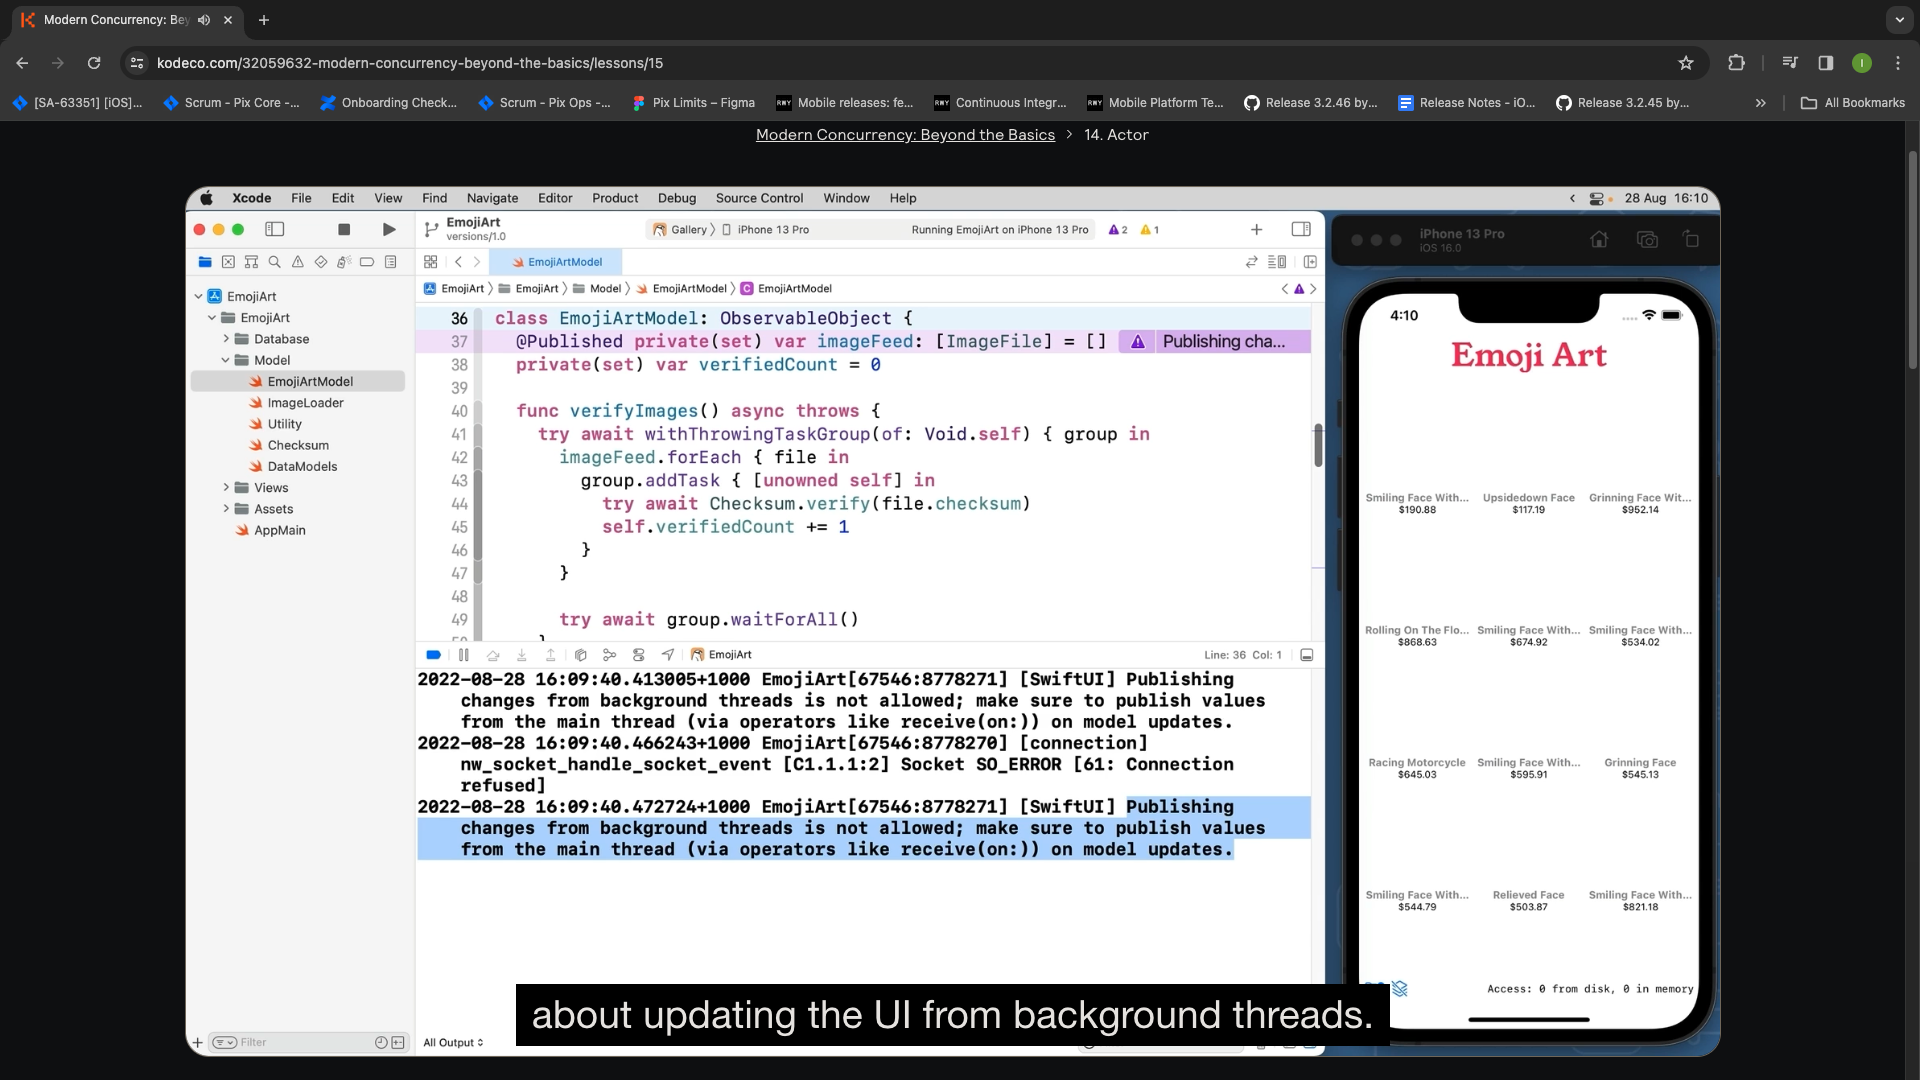 Modern Concurrency: Bey
kodeco.com/32059632-modern-concurrency-beyond-the-basics/lessons/15
[SA-63351] [iOS]...
Scrum - Pix Core -...
Onboarding Check...
Scrum - Pix Ops -...
Pix Limits – Figma
Mobile releases: fe...
Continuous Integr...
Mobile Platform Te...
Release 3.2.46 by...
Release Notes - iO...
Release 3.2.45 by...
All Bookmarks
Modern Concurrency: Beyond the Basics > 14. Actor
Xcode File Edit View Find Navigate Editor Product Debug Source Control Window Help
28 Aug 16:10
EmojiArt
versions/1.0
Gallery
iPhone 13 Pro
Running EmojiArt on iPhone 13 Pro
2
1
EmojiArtModel
EmojiArt
EmojiArt
Model
EmojiArtModel
EmojiArtModel
EmojiArt
EmojiArt
Database
Model
EmojiArtModel
ImageLoader
Utility
Checksum
DataModels
Views
Assets
AppMain
Filter
36 class EmojiArtModel: ObservableObject {
37 @Published private(set) var imageFeed: [ImageFile] = [] Publishing cha...
38 private(set) var verifiedCount = 0
39
40 func verifyImages() async throws {
41 try await withThrowingTaskGroup(of: Void.self) { group in
42 imageFeed.forEach { file in
43 group.addTask { [unowned self] in
44 try await Checksum.verify(file.checksum)
45 self.verifiedCount += 1
46 }
47 }
48
49 try await group.waitForAll()
EmojiArt
Line: 36 Col: 1
2022-08-28 16:09:40.413005+1000 EmojiArt[67546:8778271] [SwiftUI] Publishing
changes from background threads is not allowed; make sure to publish values
from the main thread (via operators like receive(on:)) on model updates.
2022-08-28 16:09:40.466243+1000 EmojiArt[67546:8778270] [connection]
nw_socket_handle_socket_event [C1.1.1:2] Socket SO_ERROR [61: Connection
refused]
2022-08-28 16:09:40.472724+1000 EmojiArt[67546:8778271] [SwiftUI] Publishing
changes from background threads is not allowed; make sure to publish values
from the main thread (via operators like receive(on:)) on model updates.
All Output
iPhone 13 Pro
iOS 16.0
4:10
Emoji Art
Smiling Face With... Upsidedown Face Grinning Face Wit...
$190.88 $117.19 $952.14
Rolling On The Flo... Smiling Face With... Smiling Face With...
$868.63 $674.92 $534.02
Racing Motorcycle Smiling Face With... Grinning Face
$645.03 $595.91 $545.13
Smiling Face With... Relieved Face Smiling Face With...
$544.79 $503.87 $821.18
Access: 0 from disk, 0 in memory
about updating the UI from background threads.